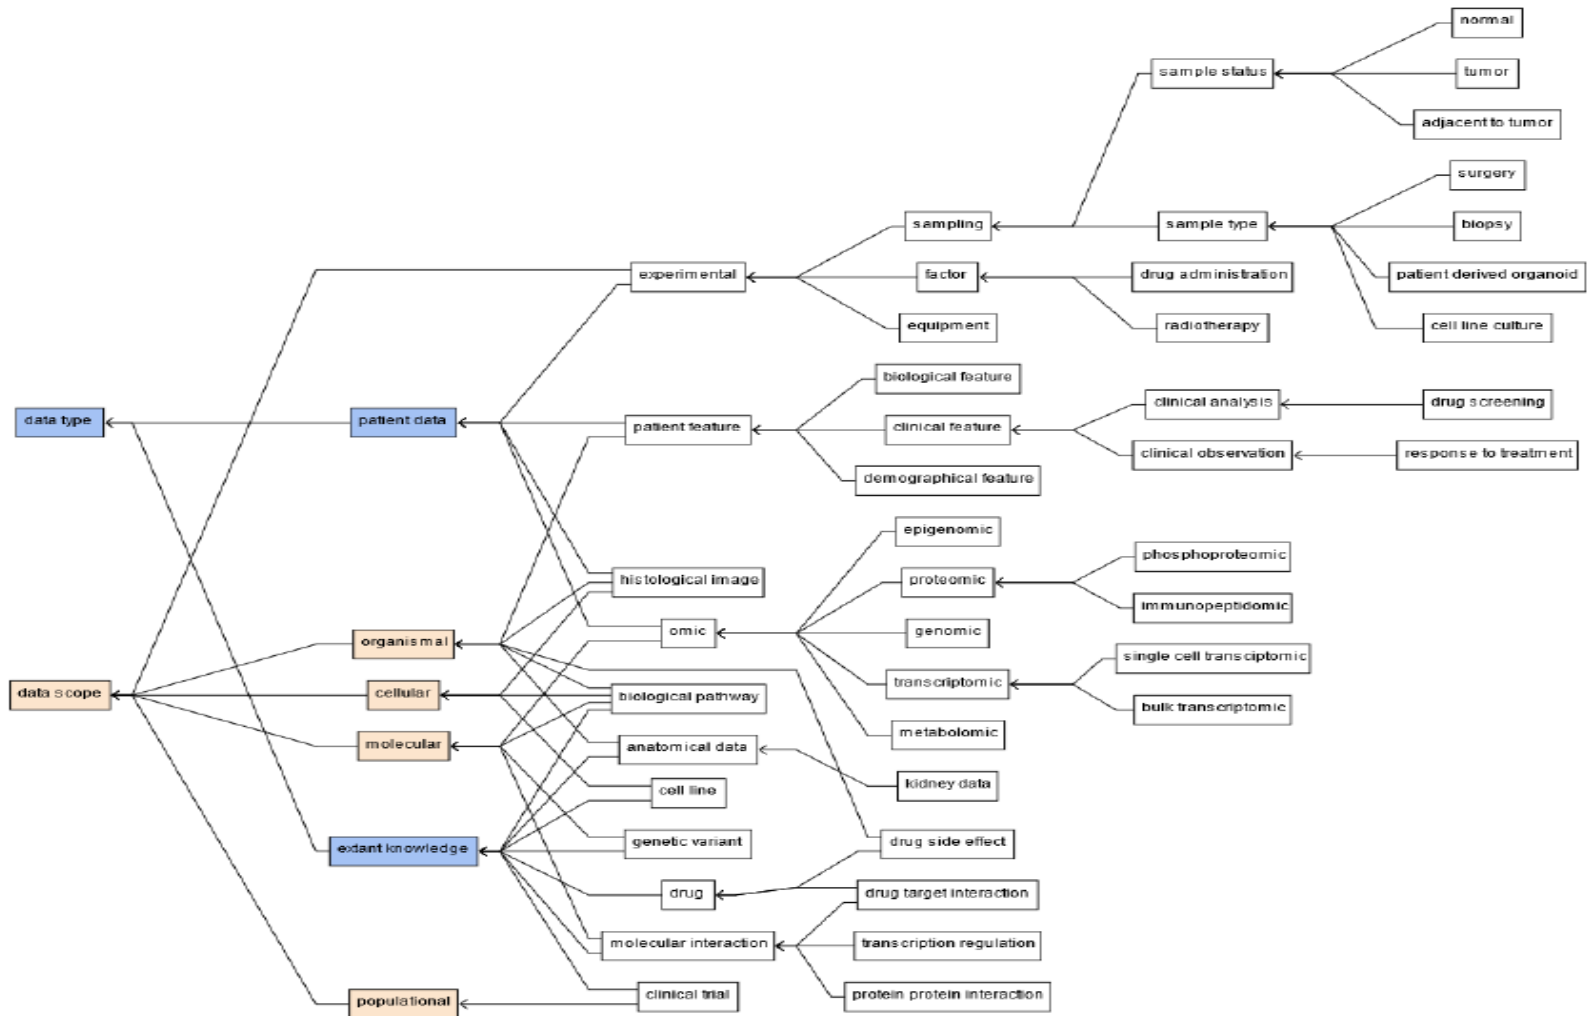 normal
sample status
tumor
adjacent to tumor
surgery
sampling
sample type
biopsy
experimental
factor
drug administration
patient derived organoid
equipment
radiotherapy
cell line culture
biological feature
clinical analysis
drug screening
data type
patient data
patient feature
clinical feature
clinical observation
response to treatment
demographical feature
epigenomic
phosphoproteomic
histological image
proteomic
immunopeptidomic
organismal
omic
genomic
single cell transciptomic
data scope
cellular
biological pathway
transcriptomic
bulk transcriptomic
molecular
anatomical data
metabolomic
cell line
kidney data
extant knowledge
genetic variant
drug side effect
drug
drug target interaction
molecular interaction
transcription regulation
populational
clinical trial
protein protein interaction